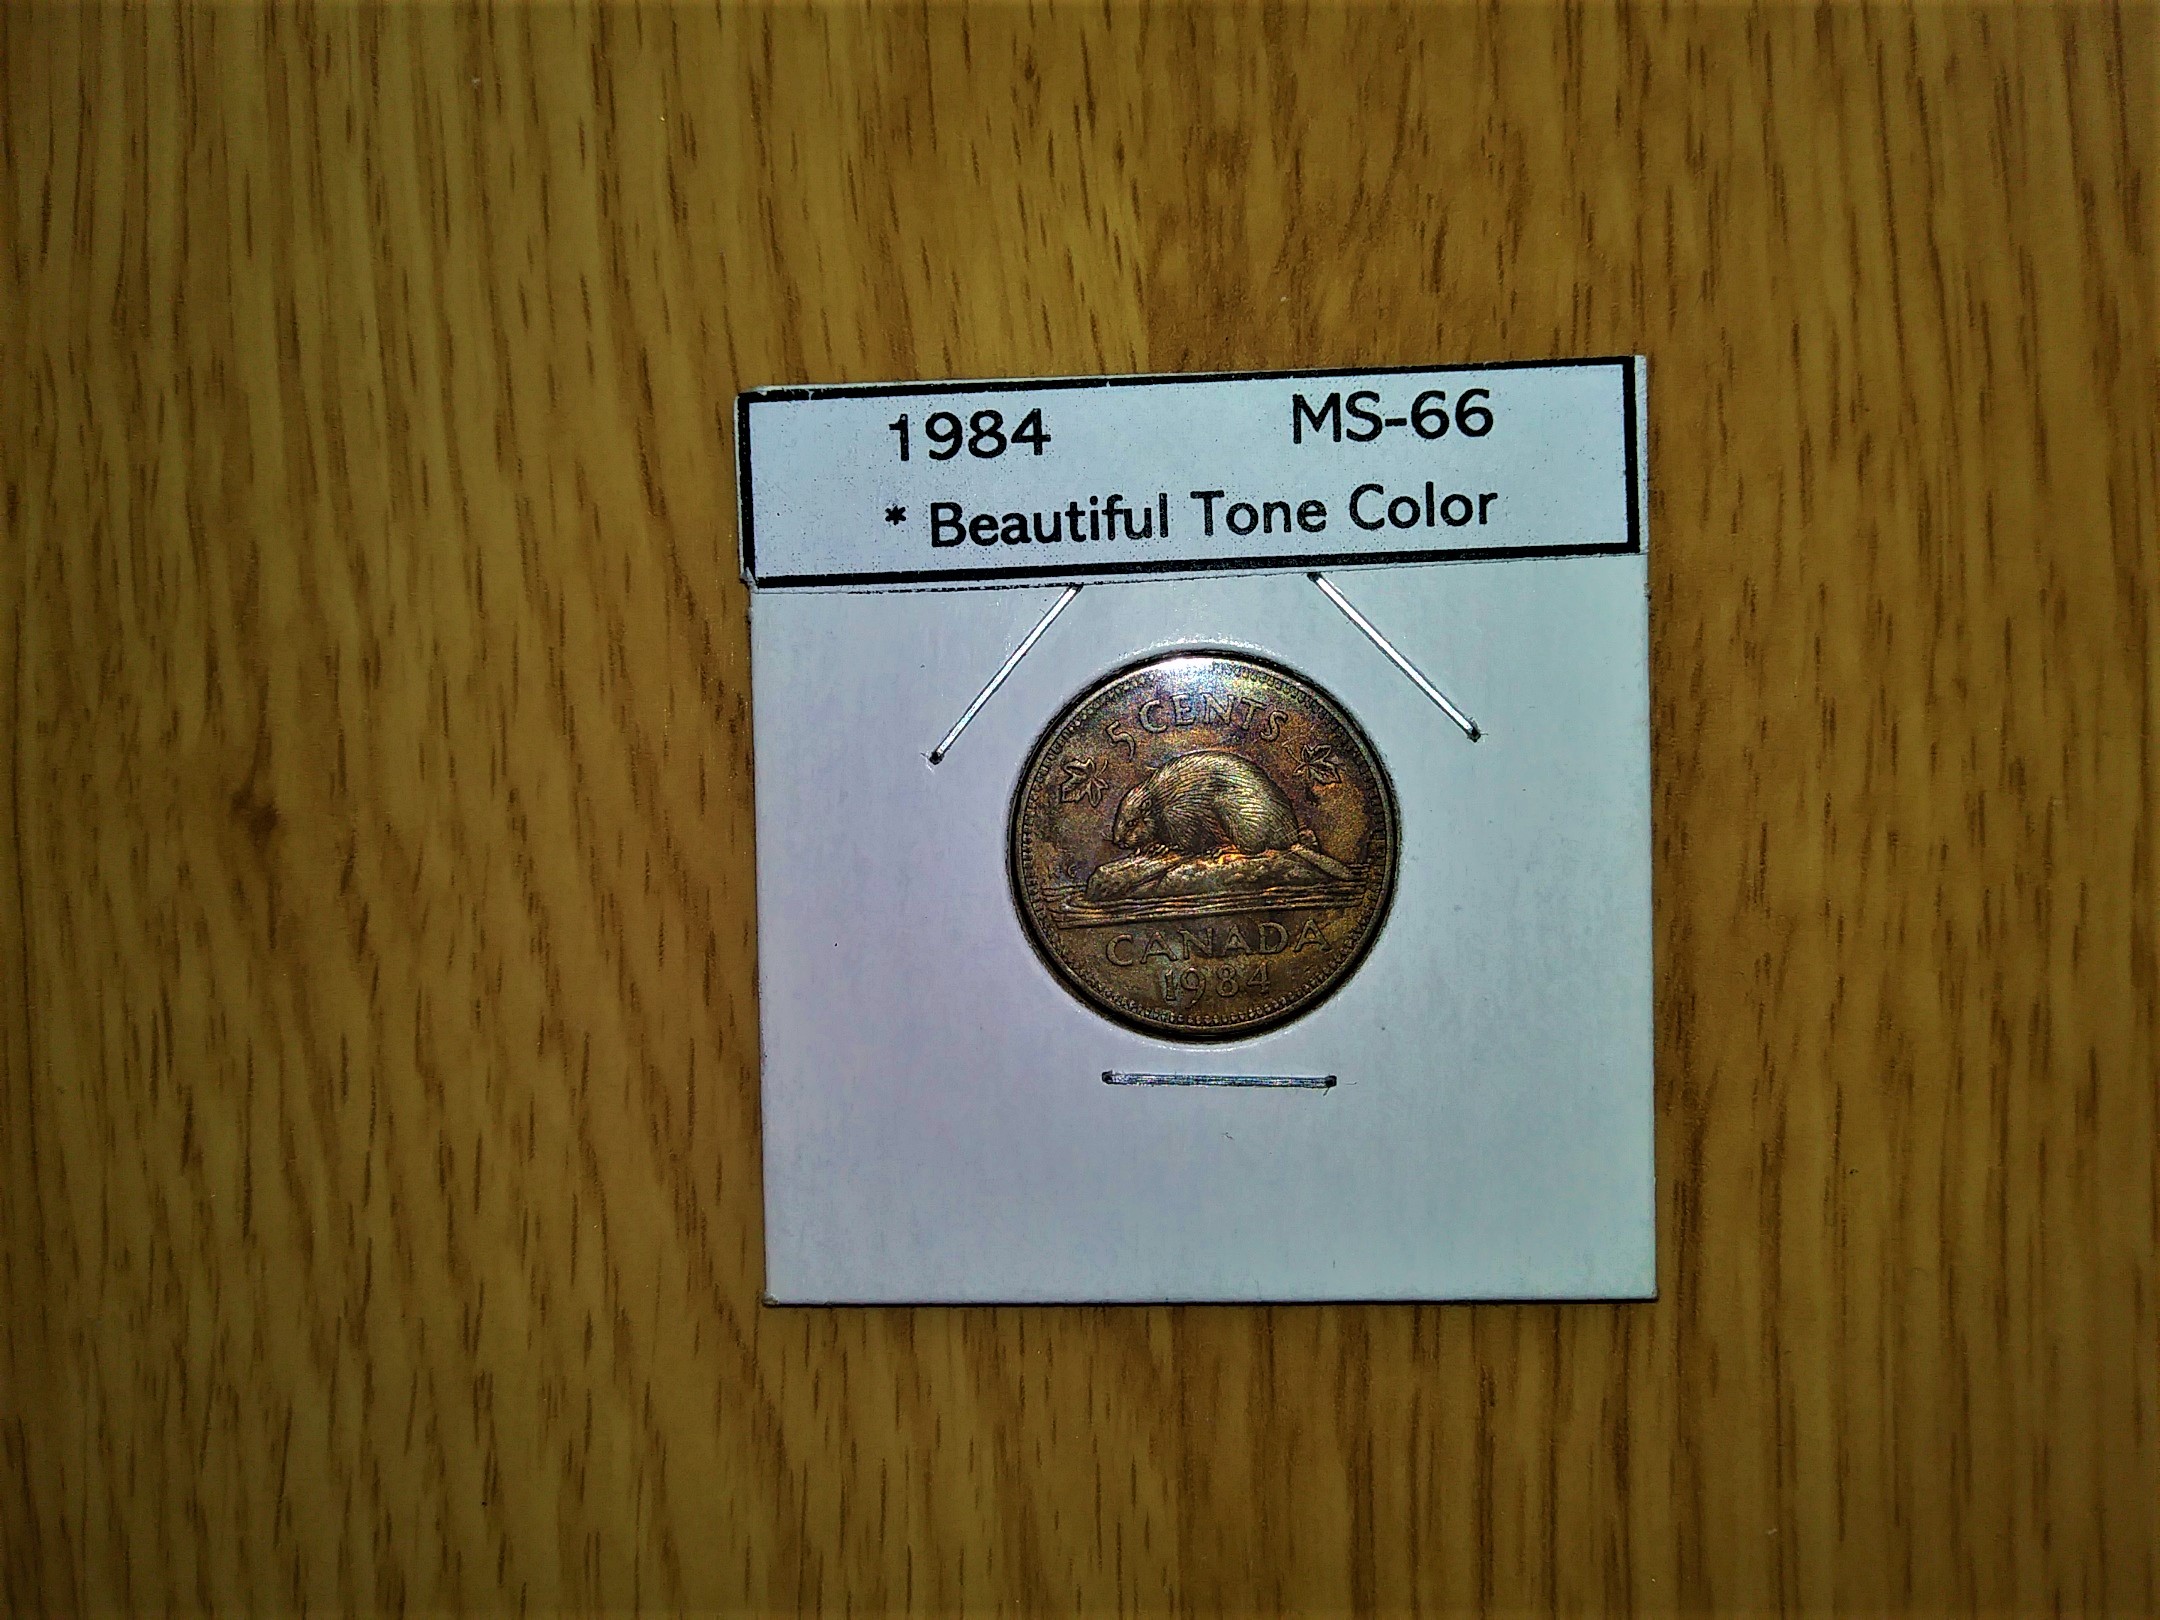 1984 MS-66
* Beautiful Tone Color
5 CENTS
CANADA
1984